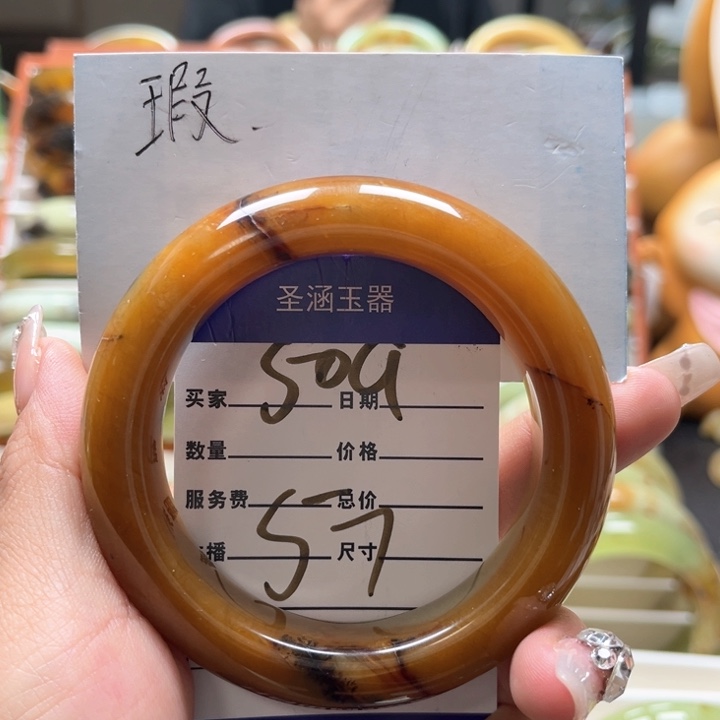 瑕.
圣涵玉器
509
买家 日期
数量 价格
服务费 总价
播 尺寸
57